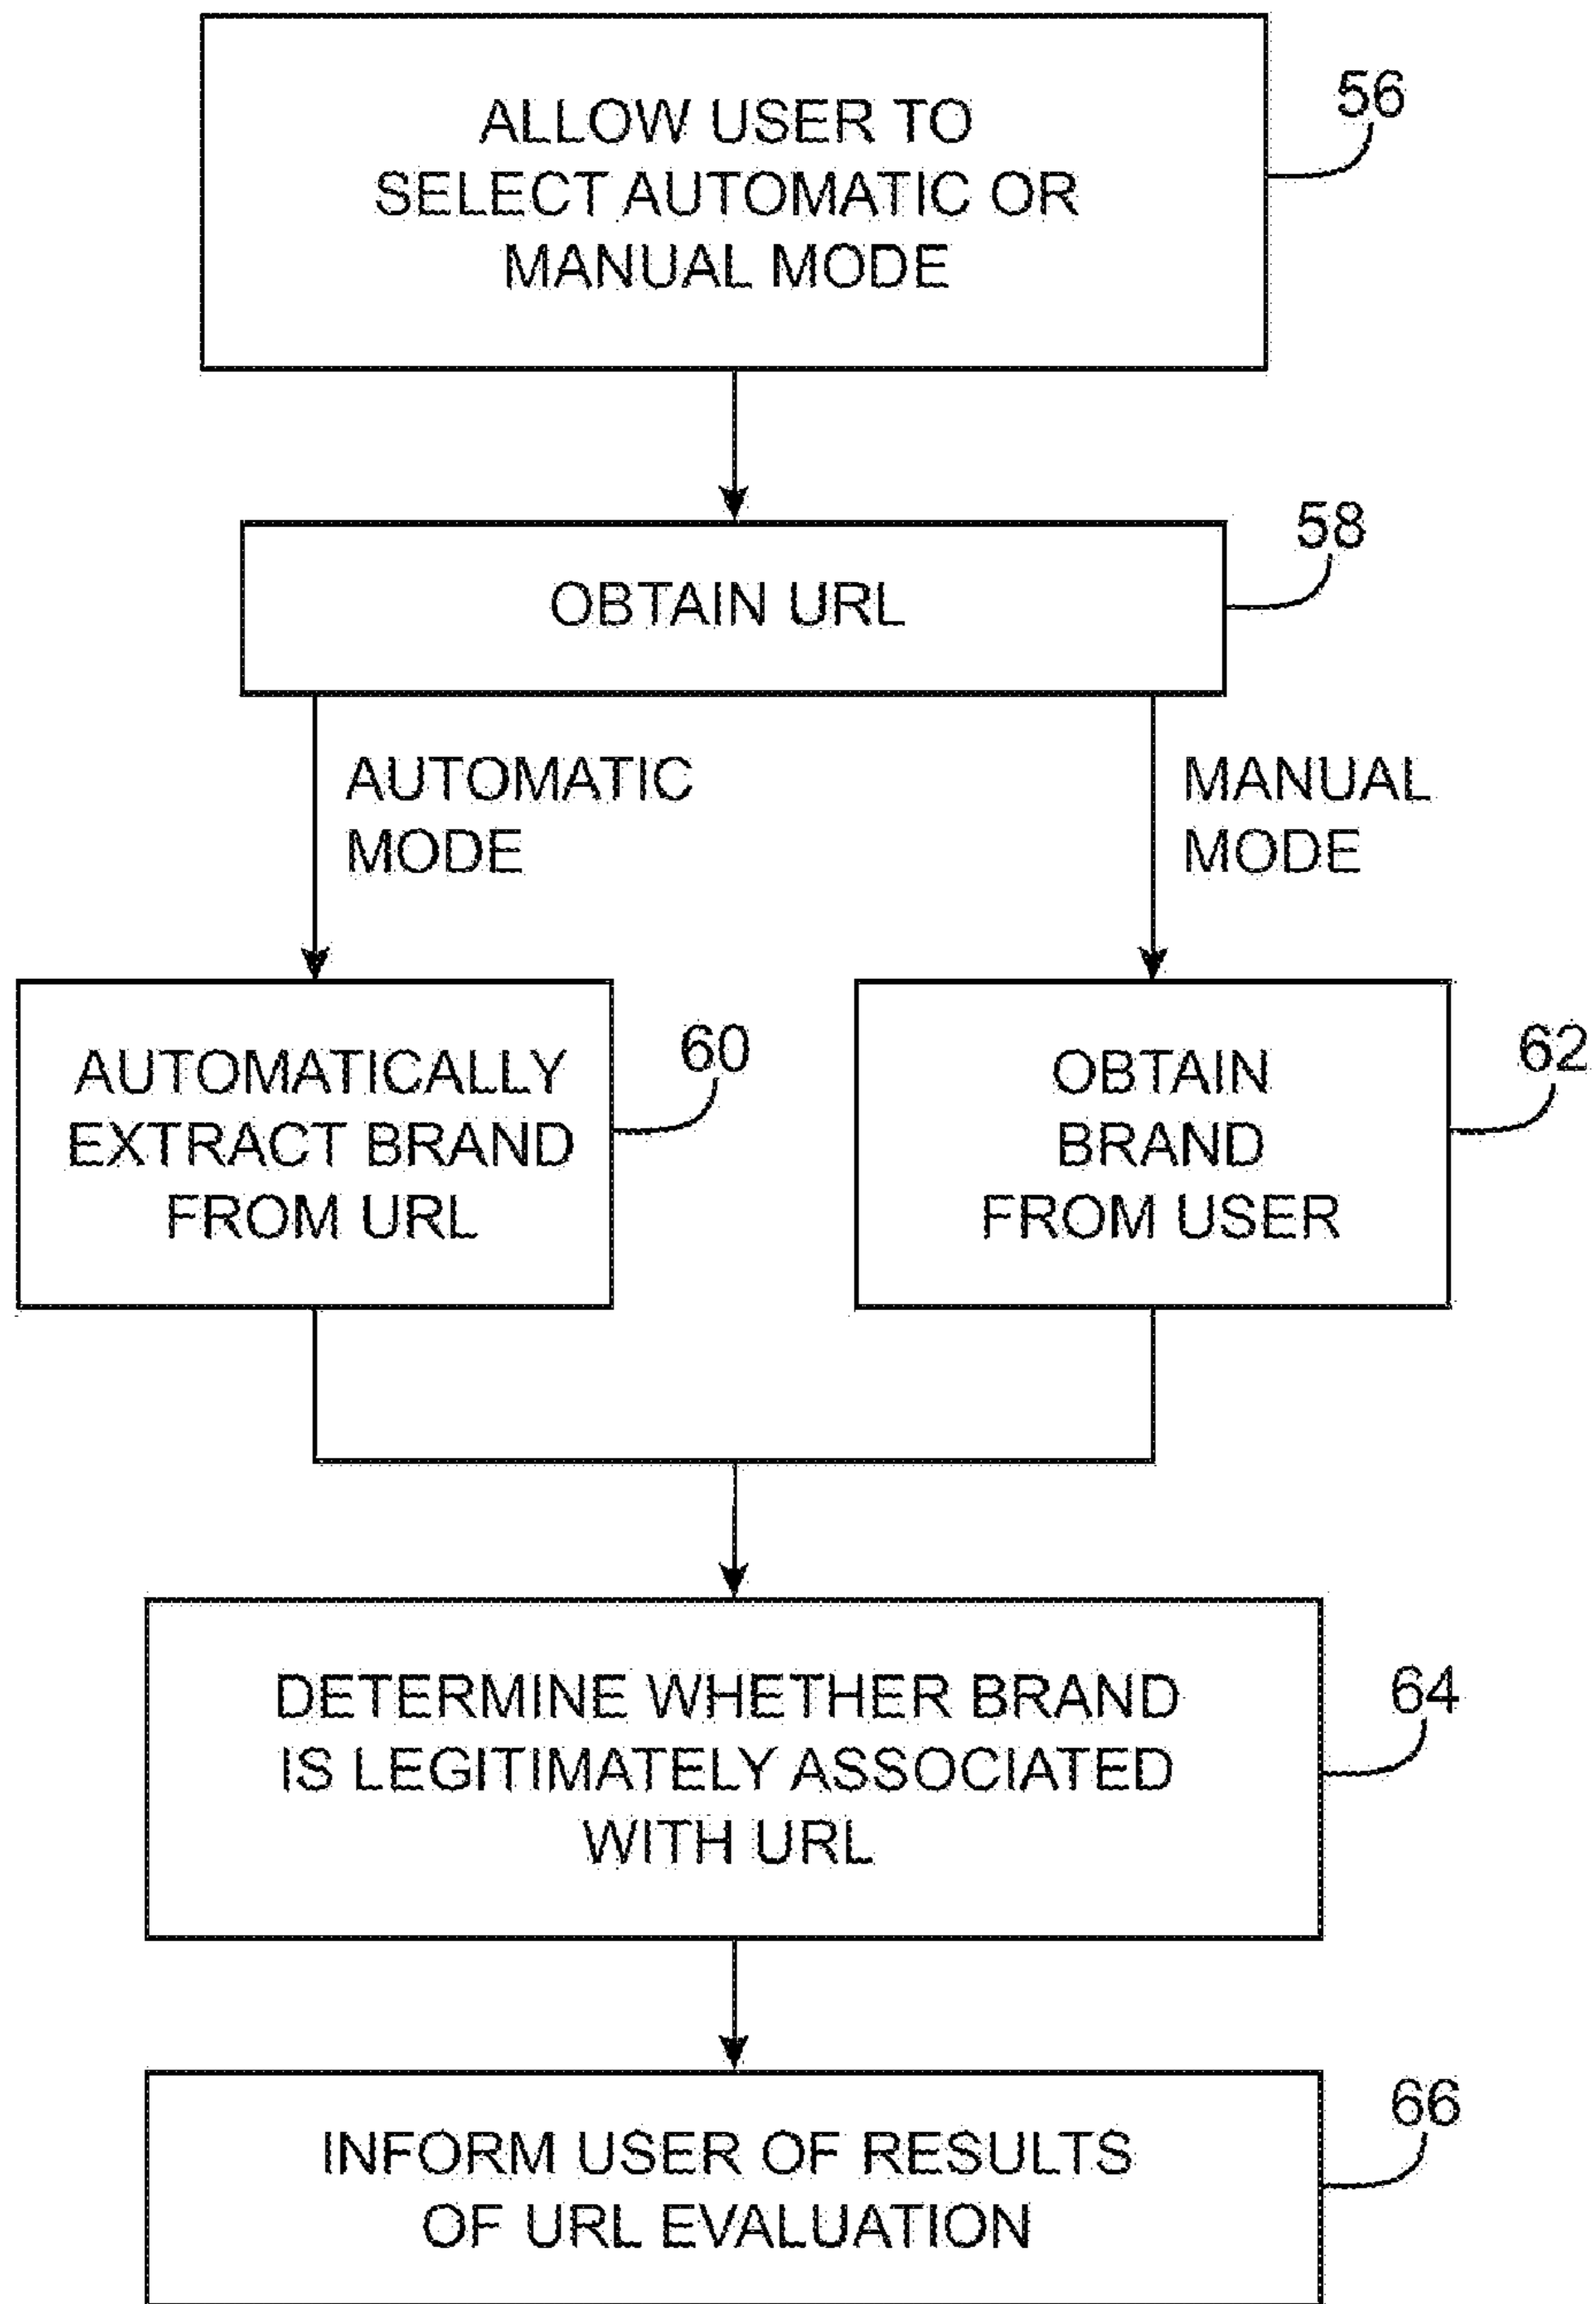 ALLOW USER TO
SELECT AUTOMATIC OR
MANUAL MODE
56
OBTAIN URL
58
AUTOMATIC
MODE
MANUAL
MODE
AUTOMATICALLY
EXTRACT BRAND
FROM URL
60
OBTAIN
BRAND
FROM USER
62
DETERMINE WHETHER BRAND
IS LEGITIMATELY ASSOCIATED
WITH URL
64
INFORM USER OF RESULTS
OF URL EVALUATION
66